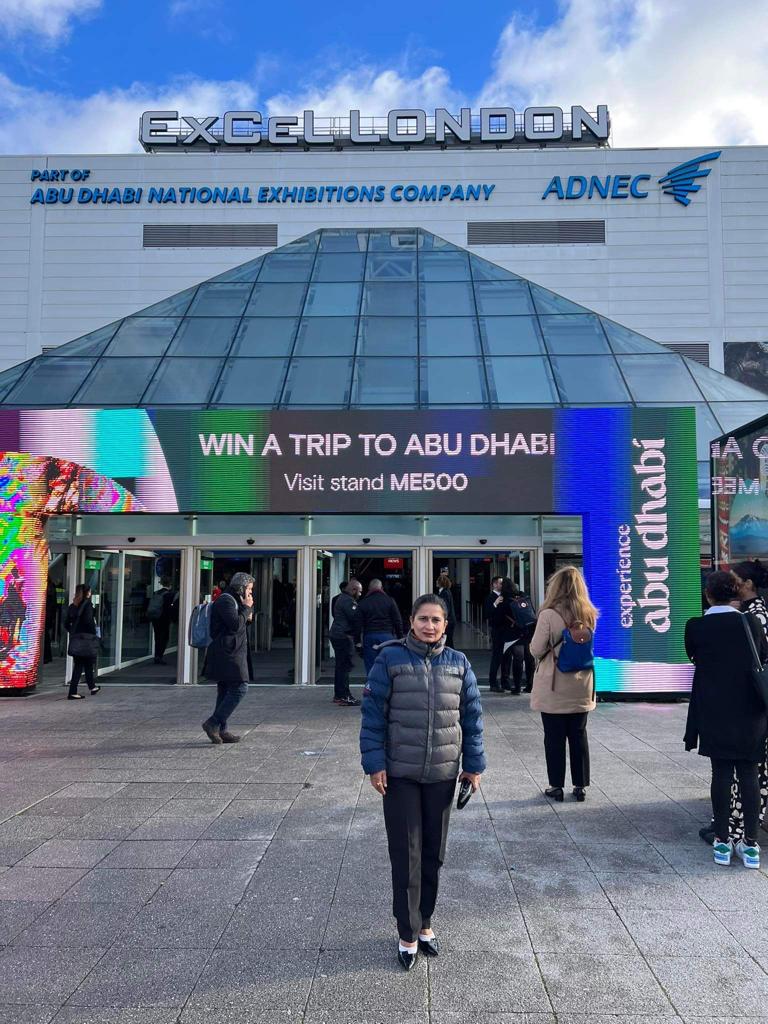 ExCeL LONDON
PART OF
ABU DHABI NATIONAL EXHIBITIONS COMPANY
ADNEC
WIN A TRIP TO ABU DHABI
Visit stand ME500
experience
abu dhabi
NEWS